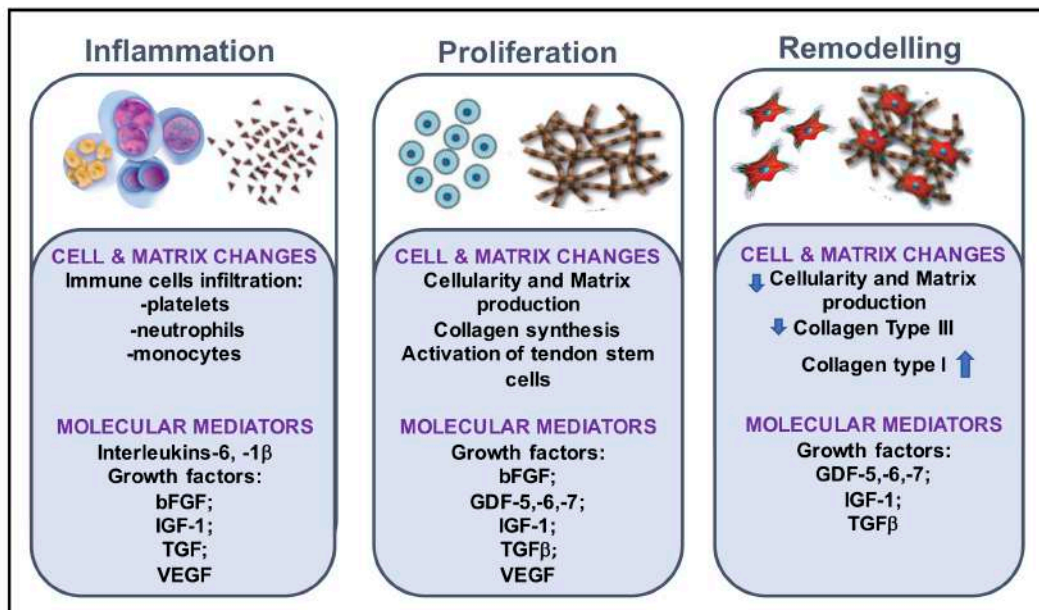 Inflammation
CELL & MATRIX CHANGES
Immune cells infiltration:
-platelets
-neutrophils
-monocytes
MOLECULAR MEDIATORS
Interleukins-6, -1β
Growth factors:
bFGF;
IGF-1;
TGF;
VEGF
Proliferation
CELL & MATRIX CHANGES
Cellularity and Matrix
production
Collagen synthesis
Activation of tendon stem
cells
MOLECULAR MEDIATORS
Growth factors:
bFGF;
GDF-5,-6,-7;
IGF-1;
TGFβ;
VEGF
Remodelling
CELL & MATRIX CHANGES
Cellularity and Matrix
production
Collagen Type III
Collagen type I
MOLECULAR MEDIATORS
Growth factors:
GDF-5,-6,-7;
IGF-1;
TGFβ